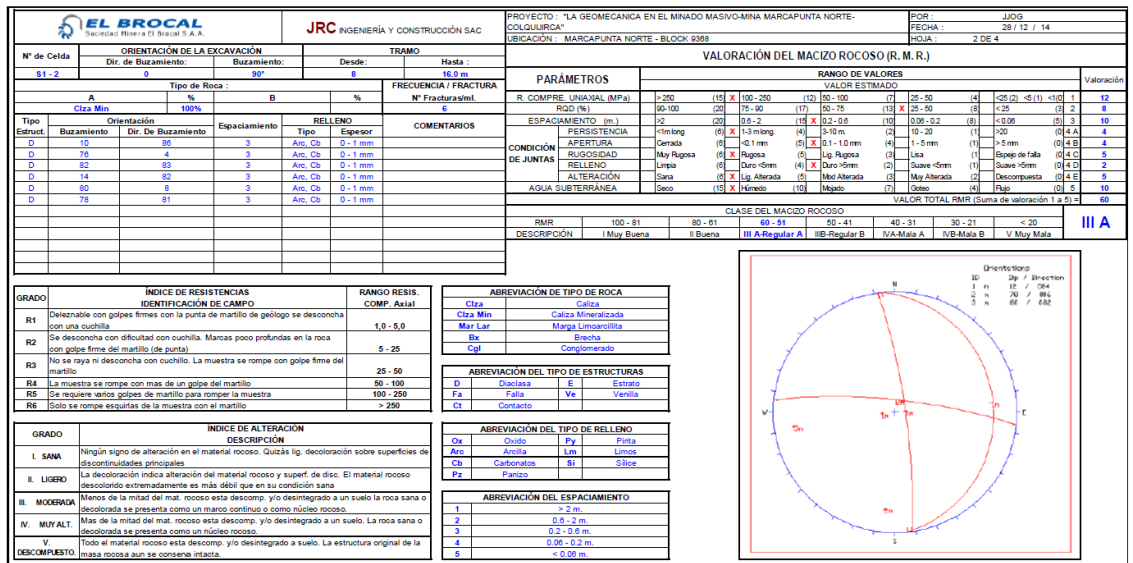 EL BROCAL
Sociedad Minera El Brocal S.A.A.
JRC INGENIERÍA Y CONSTRUCCIÓN SAC
PROYECTO : "LA GEOMECANICA EN EL MINADO MASIVO-MINA MARCAPUNTA NORTE-
COLQUIJIRCA"
UBICACIÓN : MARCAPUNTA NORTE - BLOCK 9368
POR : JJOG
FECHA : 28 / 12 / 14
HOJA : 2 DE 4
N° de Celda ORIENTACIÓN DE LA EXCAVACIÓN TRAMO
Dir. de Buzamiento: Buzamiento: Desde: Hasta :
S1 - 2 0 90° 8 16.0 m
Tipo de Roca : FRECUENCIA / FRACTURA
A % B % N° Fracturas/ml.
Clza Min 100% 6
Tipo Estruct. Orientación Espaciamiento RELLENO COMENTARIOS
Buzamiento Dir. De Buzamiento Tipo Espesor
D 10 86 3 Arc, Cb 0 - 1 mm
D 76 4 3 Arc, Cb 0 - 1 mm
D 82 83 3 Arc, Cb 0 - 1 mm
D 14 82 3 Arc, Cb 0 - 1 mm
D 80 8 3 Arc, Cb 0 - 1 mm
D 78 81 3 Arc, Cb 0 - 1 mm
VALORACIÓN DEL MACIZO ROCOSO (R. M. R.)
PARÁMETROS RANGO DE VALORES Valoración
VALOR ESTIMADO
R. COMPRE. UNIAXIAL (MPa) > 250 (15) X 100 - 250 (12) 50 - 100 (7) 25 - 50 (4) <25 (2) <5 (1) <1(0 1 12
RQD (%) 90-100 (20) 75 - 90 (17) 50 - 75 (13) X 25 - 50 (8) < 25 (3) 2 8
ESPACIAMIENTO (m.) >2 (20) 0.6 - 2 (15) X 0.2 - 0.6 (10) 0.06 - 0.2 (8) < 0.06 (5) 3 10
CONDICIÓN DE JUNTAS
PERSISTENCIA <1m long (6) X 1-3 m long. (4) 3-10 m. (2) 10 - 20 (1) >20 (0) 4 A 4
APERTURA Cerrada (6) <0.1 mm (5) X 0.1 - 1.0 mm (4) 1 - 5 mm (1) > 5 mm (0) 4 B 4
RUGOSIDAD Muy Rugosa (6) X Rugosa (5) Lig. Rugosa (3) Lisa (1) Espejo de falla (0) 4 C 5
RELLENO Limpia (6) Duro <5mm (4) X Duro >5mm (2) Suave <5mm (1) Suave >5mm (0) 4 D 2
ALTERACIÓN Sana (6) X Lig. Alterada (5) Mod Alterada (3) Muy Alterada (2) Descompuesta (0) 4 E 5
AGUA SUBTERRÁNEA Seco (15) X Húmedo (10) Mojado (7) Goteo (4) Flujo (0) 5 10
VALOR TOTAL RMR (Suma de valoración 1 a 5) = 60
CLASE DEL MACIZO ROCOSO
RMR 100 - 81 80 - 61 60 - 51 50 - 41 40 - 31 30 - 21 < 20 III A
DESCRIPCIÓN I Muy Buena II Buena III A-Regular A IIIB-Regular B IVA-Mala A IVB-Mala B V Muy Mala
GRADO ÍNDICE DE RESISTENCIAS RANGO RESIS.
IDENTIFICACIÓN DE CAMPO COMP. Axial
R1 Deleznable con golpes firmes con la punta de martillo de geólogo se desconcha
con una cuchilla 1,0 - 5,0
R2 Se desconcha con dificultad con cuchilla. Marcas poco profundas en la roca
con golpe firme del martillo (de punta) 5 - 25
R3 No se raya ni desconcha con cuchillo. La muestra se rompe con golpe firme del
martillo 25 - 50
R4 La muestra se rompe con mas de un golpe del martillo 50 - 100
R5 Se requiere varios golpes de martillo para romper la muestra 100 - 250
R6 Solo se rompe esquirlas de la muestra con el martillo > 250
GRADO ÍNDICE DE ALTERACIÓN
DESCRIPCIÓN
I. SANA Ningún signo de alteración en el material rocoso. Quizás lig. decoloración sobre superficies de
discontinuidades principales
II. LIGERO La decoloración indica alteración del material rocoso y superf. de disc. El material rocoso
descolorido extremadamente es más débil que en su condición sana
III. MODERADA Menos de la mitad del mat. rocoso esta descomp. y/o desintegrado a un suelo la roca sana o
decolorada se presenta como un marco continuo o como núcleo rocoso.
IV. MUY ALT. Mas de la mitad del mat. rocoso esta descomp. y/o desintegrado a un suelo. La roca sana o
decolorada se presenta como un núcleo rocoso.
V. DESCOMPUESTO. Todo el material rocoso esta descomp. y/o desintegrado a suelo. La estructura original de la
masa rocosa aun se conserva intacta.
ABREVIACIÓN DE TIPO DE ROCA
Clza Caliza
Clza Min Caliza Mineralizada
Mar Lar Marga Limoarcillita
Bx Brecha
Cgl Conglomerado
ABREVIACIÓN DEL TIPO DE ESTRUCTURAS
D Diaclasa E Estrato
Fa Falla Ve Venilla
Ct Contacto
ABREVIACIÓN DEL TIPO DE RELLENO
Ox Oxido Py Pirita
Arc Arcilla Lm Limos
Cb Carbonatos Si Sílice
Pz Panizo
ABREVIACIÓN DEL ESPACIAMIENTO
1 > 2 m.
2 0.6 - 2 m.
3 0.2 - 0.6 m.
4 0.06 - 0.2 m.
5 < 0.06 m.
Orientations
ID Dp / Direction
1 m 12 / 084
2 m 78 / 006
3 m 80 / 082
N
W
E
S
1m
3m
2m